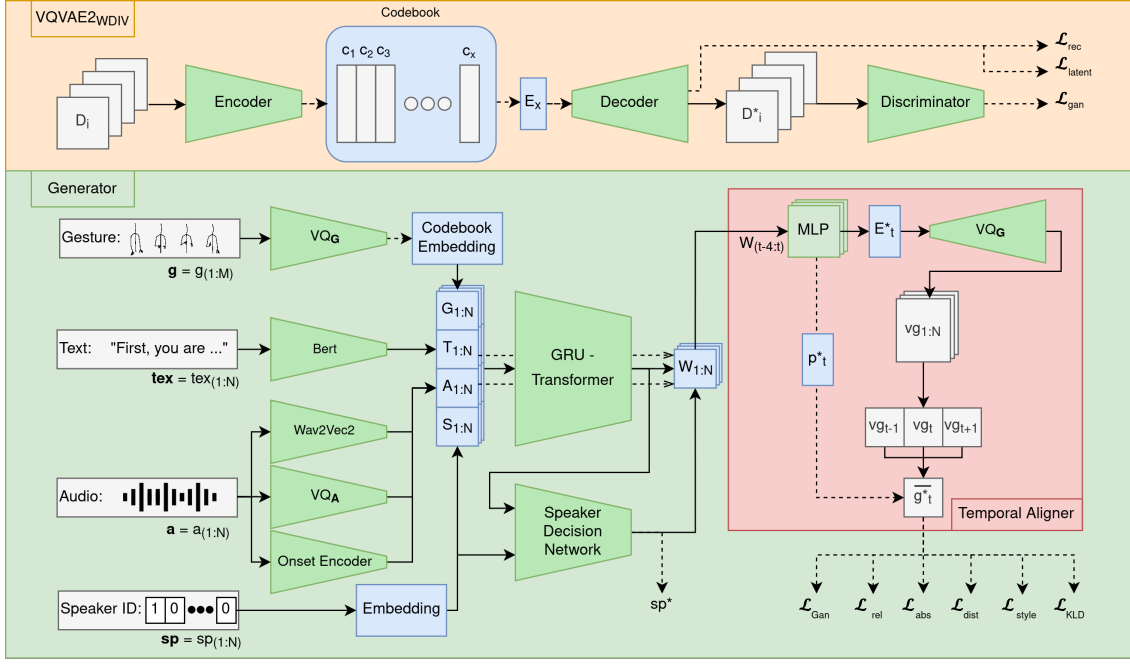 VQVAE2WDIV
Codebook
c1 c2 c3 cx
Di
Encoder
Ex
Decoder
D*i
Discriminator
ℒrec
ℒlatent
ℒgan
Generator
Gesture:
g = g(1:M)
VQG
Codebook
Embedding
Text: "First, you are ..."
tex = tex(1:N)
Bert
Audio:
a = a(1:N)
Wav2Vec2
VQA
Onset Encoder
Speaker ID: 1 0 0
sp = sp(1:N)
Embedding
G1:N
T1:N
A1:N
S1:N
GRU -
Transformer
Speaker
Decision
Network
sp*
W1:N
W(t-4:t)
MLP
E*t
VQG
p*t
vg1:N
vgt-1 vgt vgt+1
g*t
Temporal Aligner
ℒGan ℒrel ℒabs ℒdist ℒstyle ℒKLD